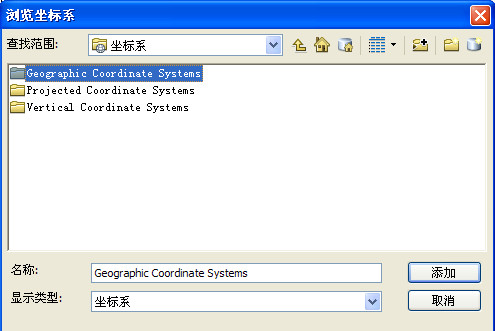 浏览坐标系
查找范围: 坐标系
Geographic Coordinate Systems
Projected Coordinate Systems
Vertical Coordinate Systems
名称: Geographic Coordinate Systems 添加
显示类型: 坐标系 取消